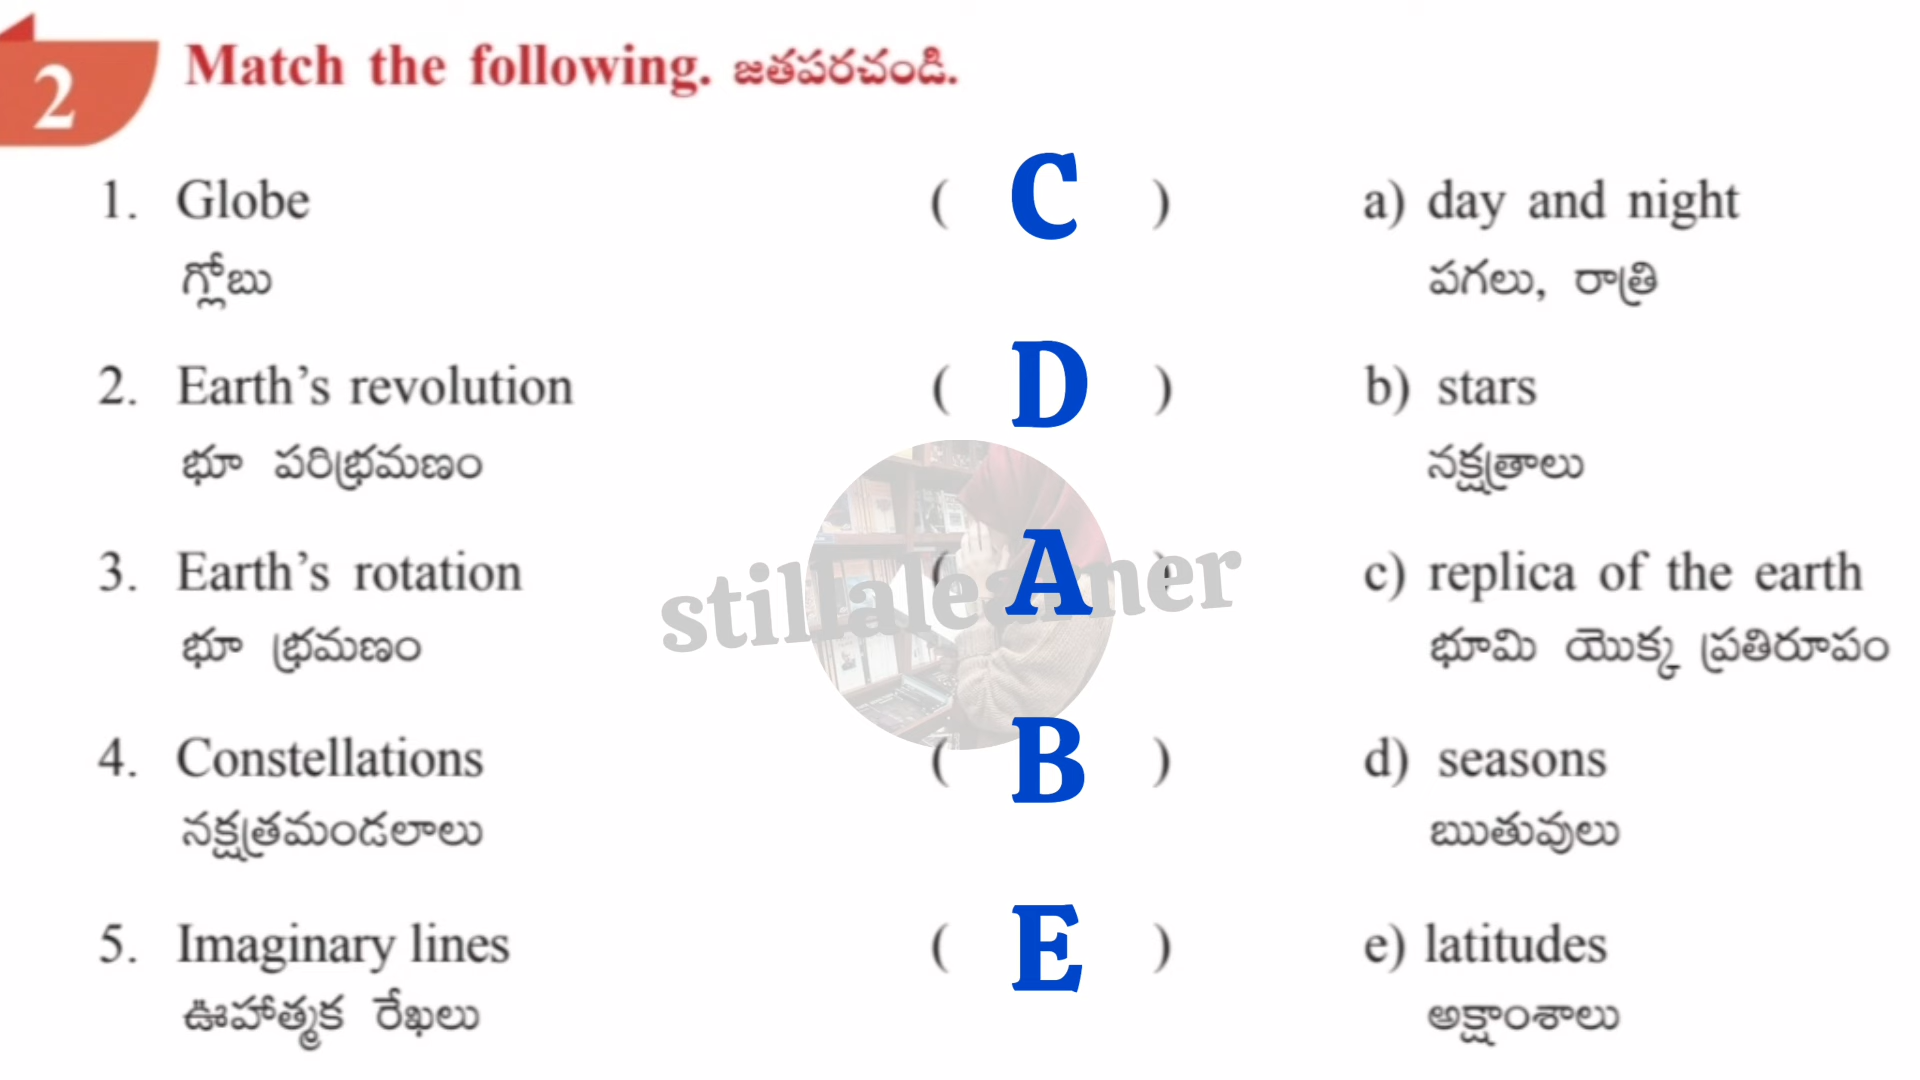 2 Match the following. జతపరచండి.
1. Globe ( C ) a) day and night
గ్లోబు పగలు, రాత్రి
2. Earth's revolution ( D ) b) stars
భూ పరిభ్రమణం నక్షత్రాలు
3. Earth's rotation ( A ) c) replica of the earth
భూ భ్రమణం భూమి యొక్క ప్రతిరూపం
stillalearner
4. Constellations ( B ) d) seasons
నక్షత్రమండలాలు ఋతువులు
5. Imaginary lines ( E ) e) latitudes
ఊహాత్మక రేఖలు అక్షాంశాలు